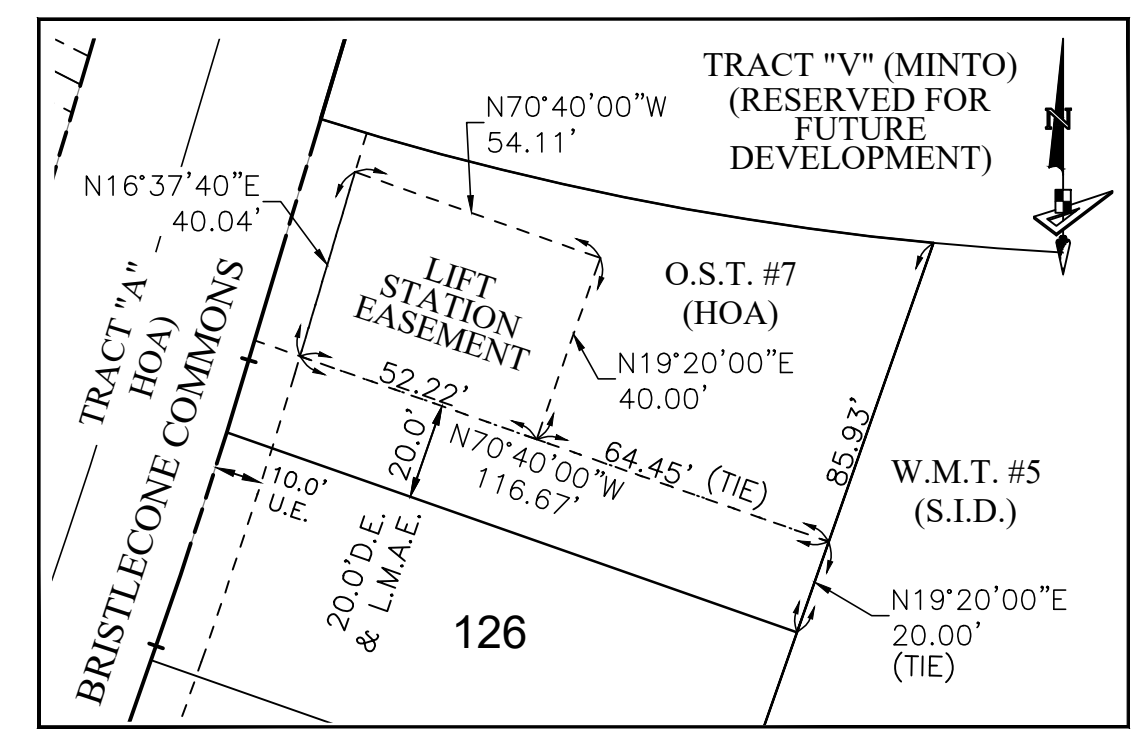 TRACT "V" (MINTO)
(RESERVED FOR
FUTURE
DEVELOPMENT)
N
N70°40'00"W
54.11'
N16°37'40"E
40.04'
LIFT
STATION
EASEMENT
O.S.T. #7
(HOA)
N19°20'00"E
40.00'
TRACT "A"
HOA)
BRISTLECONE COMMONS
52.22'
20.0'
N70°40'00"W
116.67'
64.45' (TIE)
85.93'
W.M.T. #5
(S.I.D.)
10.0'
U.E.
20.0'D.E.
& L.M.A.E.
126
N19°20'00"E
20.00'
(TIE)